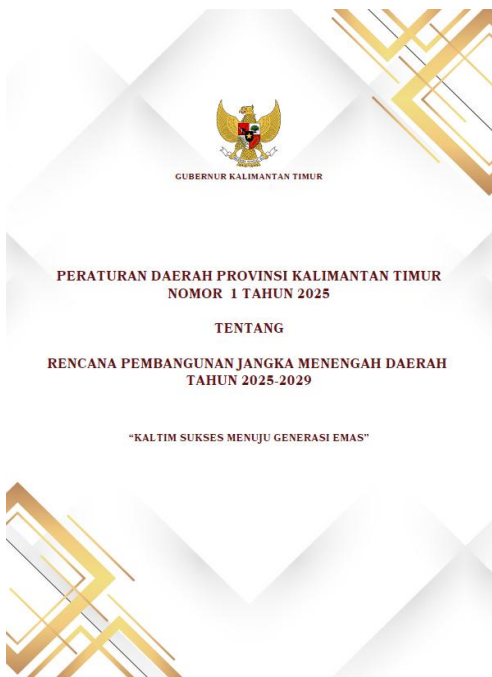 GUBERNUR KALIMANTAN TIMUR
PERATURAN DAERAH PROVINSI KALIMANTAN TIMUR
NOMOR 1 TAHUN 2025
TENTANG
RENCANA PEMBANGUNAN JANGKA MENENGAH DAERAH
TAHUN 2025-2029
“KALTIM SUKSES MENUJU GENERASI EMAS”